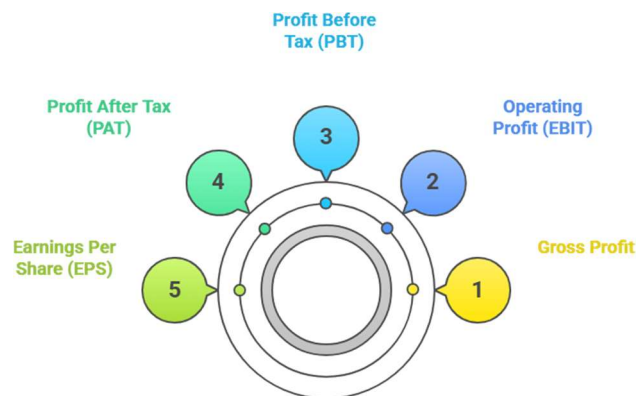 Profit Before
Tax (PBT)
Profit After Tax
(PAT)
Operating
Profit (EBIT)
3
4
2
Earnings Per
Share (EPS)
Gross Profit
5
1